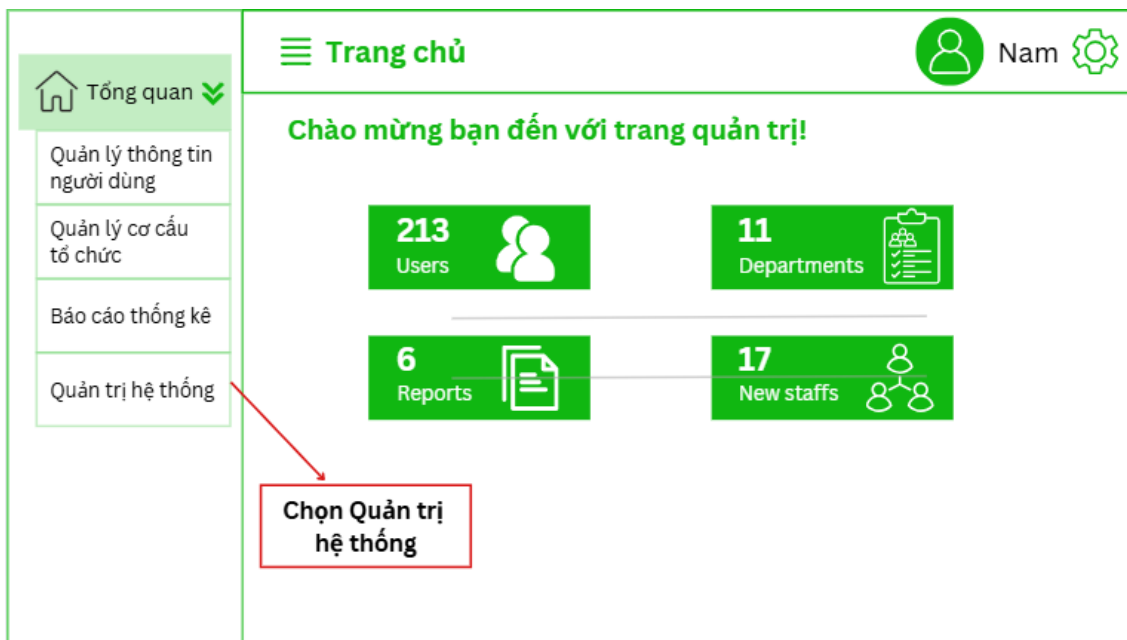 Trang chủ
Nam
Tổng quan
Chào mừng bạn đến với trang quản trị!
Quản lý thông tin
người dùng
Quản lý cơ cấu
tổ chức
Báo cáo thống kê
Quản trị hệ thống
213
Users
11
Departments
6
Reports
17
New staffs
Chọn Quản trị
hệ thống